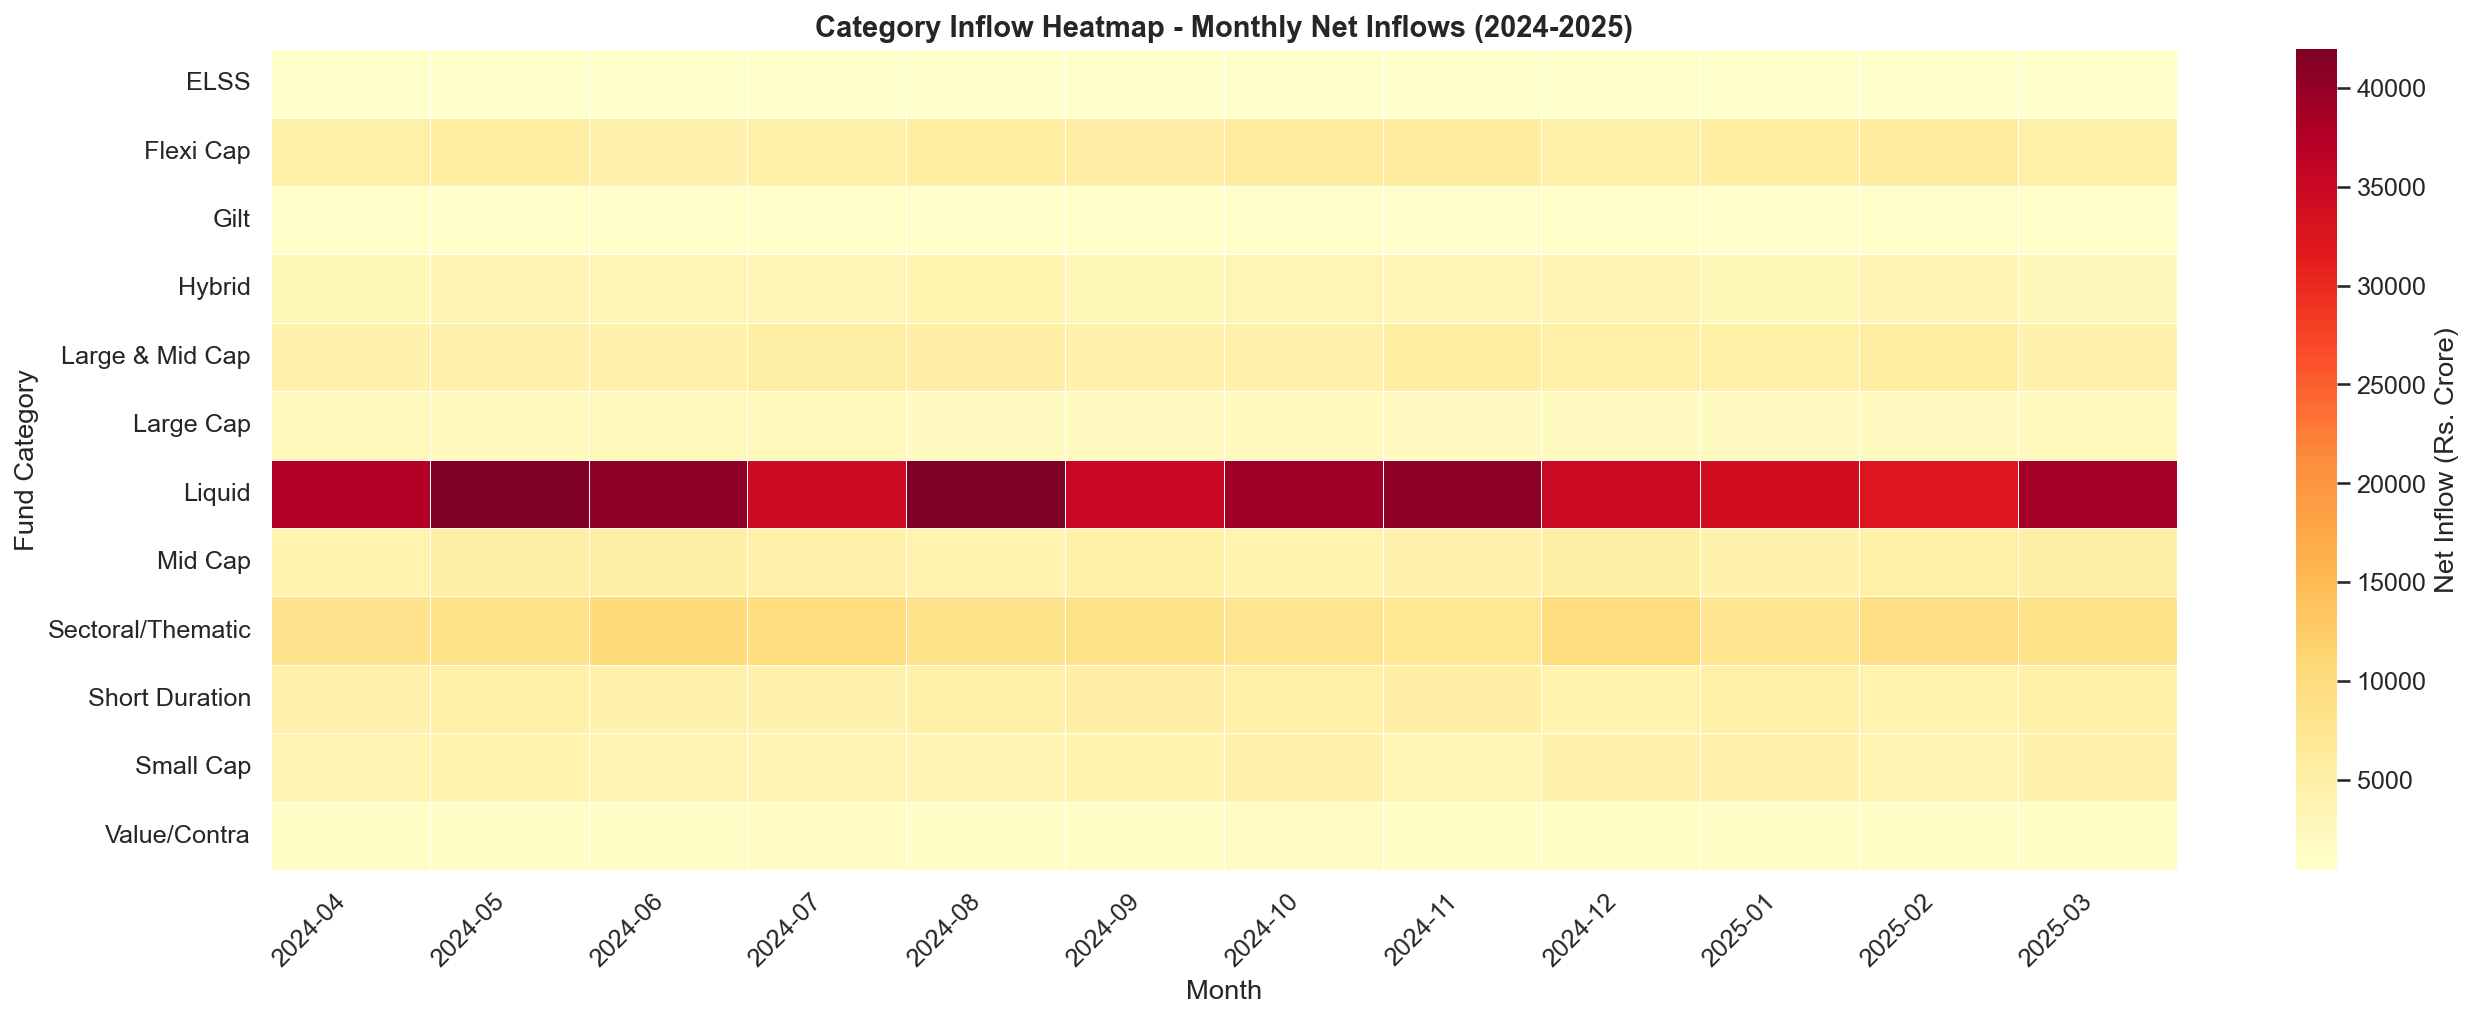 Category Inflow Heatmap - Monthly Net Inflows (2024-2025)
Fund Category
ELSS
Flexi Cap
Gilt
Hybrid
Large & Mid Cap
Large Cap
Liquid
Mid Cap
Sectoral/Thematic
Short Duration
Small Cap
Value/Contra
2024-04
2024-05
2024-06
2024-07
2024-08
2024-09
2024-10
2024-11
2024-12
2025-01
2025-02
2025-03
Month
40000
35000
30000
25000
20000
15000
10000
5000
Net Inflow (Rs. Crore)